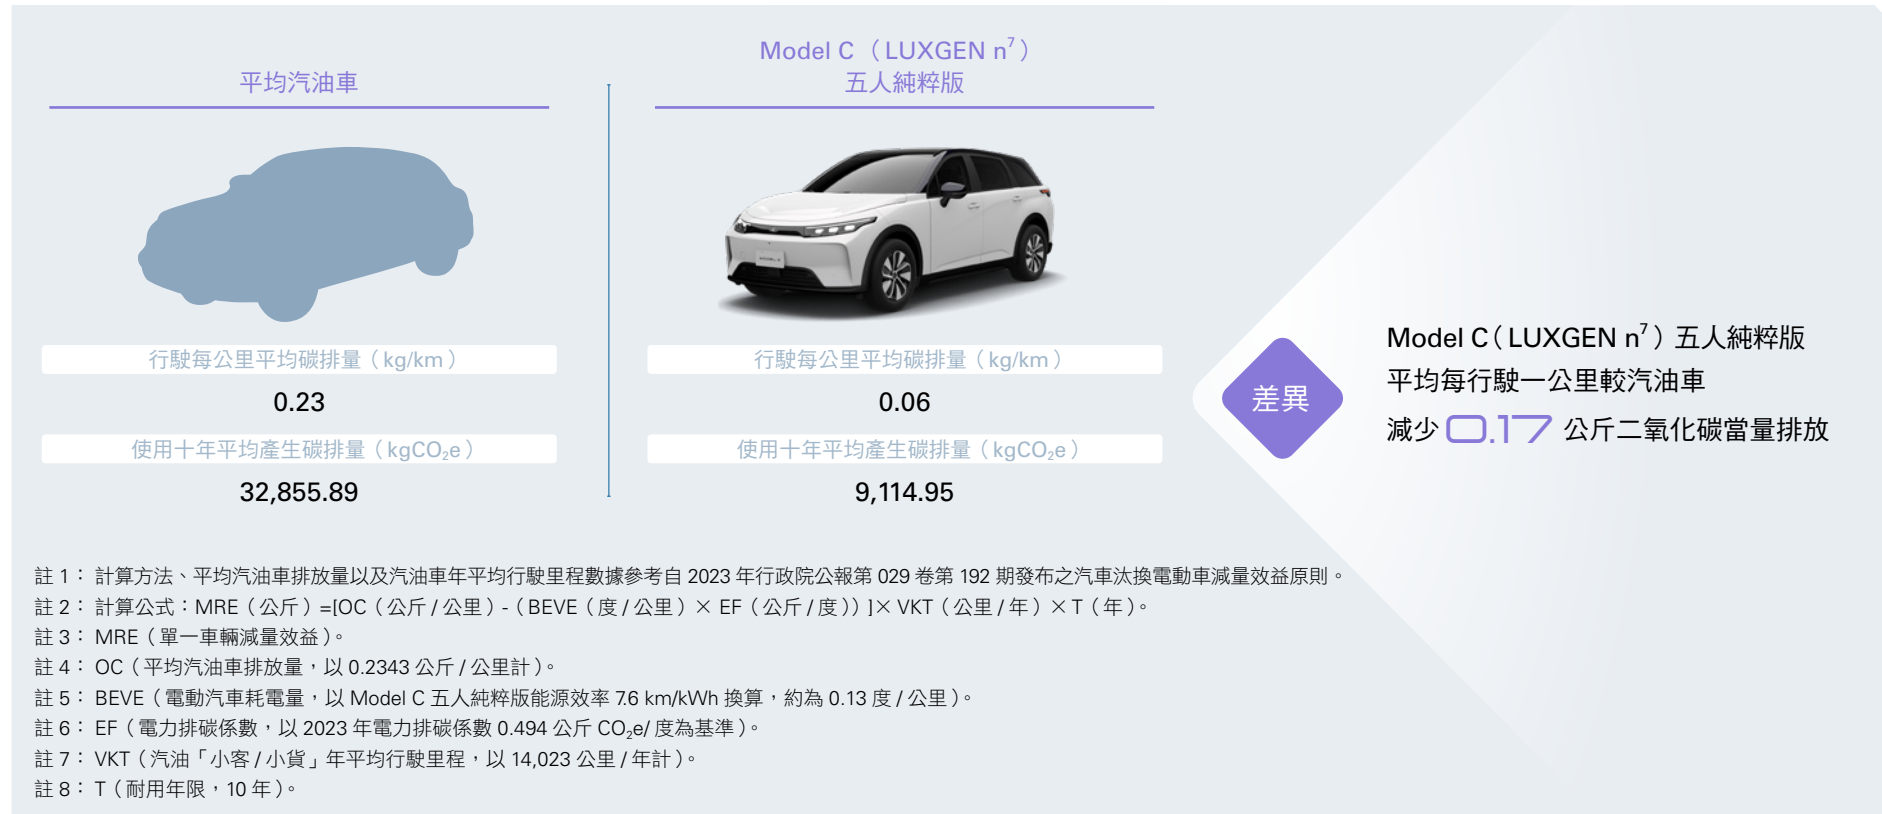 平均汽油車
行駛每公里平均碳排量（kg/km）
0.23
使用十年平均產生碳排量（kgCO₂e）
32,855.89
Model C （LUXGEN n⁷）
五人純粹版
行駛每公里平均碳排量（kg/km）
0.06
使用十年平均產生碳排量（kgCO₂e）
9,114.95
差異
Model C（LUXGEN n⁷）五人純粹版
平均每行駛一公里較汽油車
減少 0.17 公斤二氧化碳當量排放
註 1： 計算方法、平均汽油車排放量以及汽油車年平均行駛里程數據參考自 2023 年行政院公報第 029 卷第 192 期發布之汽車汰換電動車減量效益原則。
註 2： 計算公式：MRE（公斤）=[OC（公斤 / 公里）-（BEVE（度 / 公里）× EF（公斤 / 度））]× VKT（公里 / 年）× T（年）。
註 3： MRE（單一車輛減量效益）。
註 4： OC（平均汽油車排放量，以 0.2343 公斤 / 公里計）。
註 5： BEVE（電動汽車耗電量，以 Model C 五人純粹版能源效率 7.6 km/kWh 換算，約為 0.13 度 / 公里）。
註 6： EF（電力排碳係數，以 2023 年電力排碳係數 0.494 公斤 CO₂e/ 度為基準）。
註 7： VKT（汽油「小客 / 小貨」年平均行駛里程，以 14,023 公里 / 年計）。
註 8： T（耐用年限，10 年）。